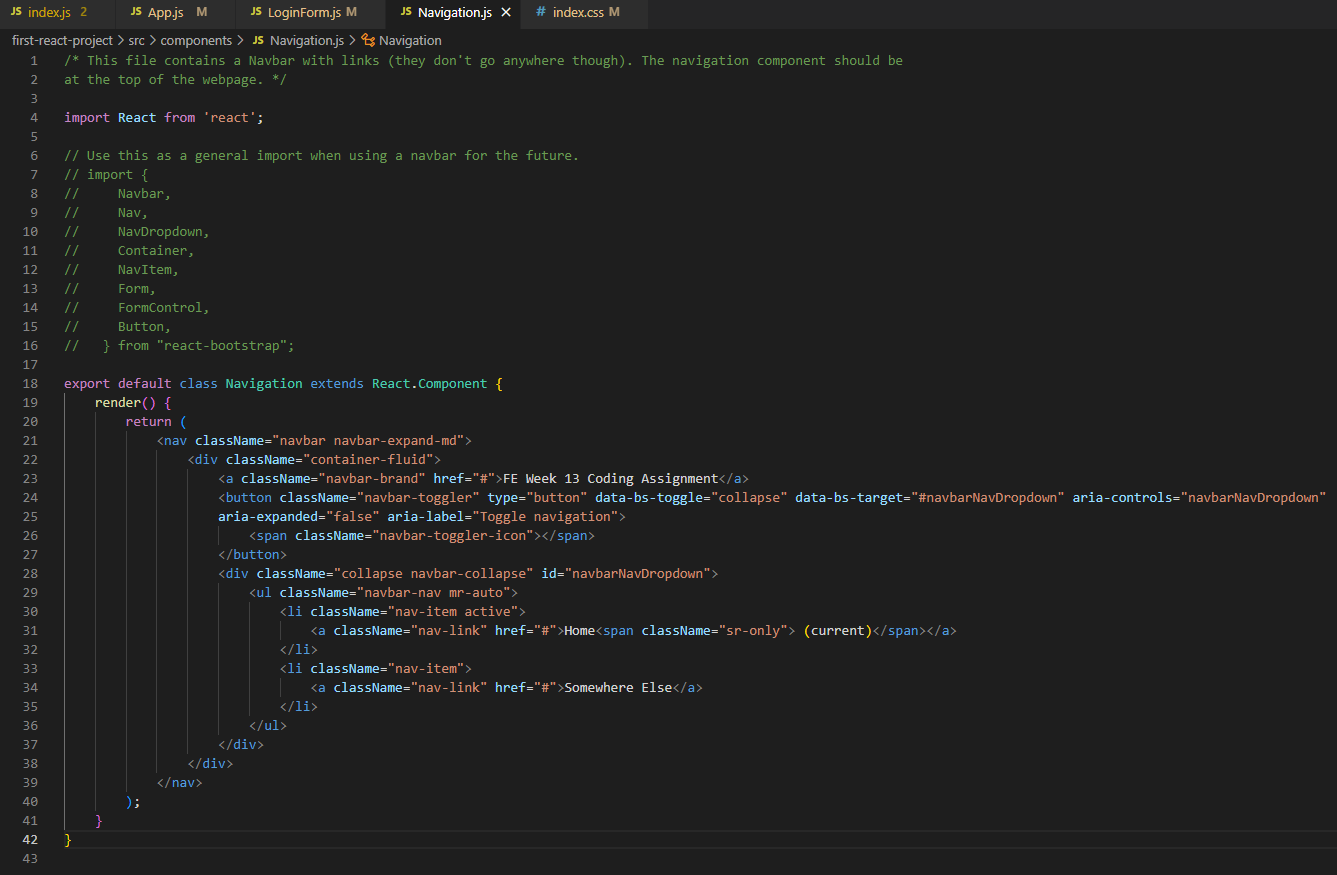 JS index.js 2 JS App.js M JS LoginForm.js M JS Navigation.js × # index.css M
first-react-project > src > components > JS Navigation.js > Navigation
1 /* This file contains a Navbar with links (they don't go anywhere though). The navigation component should be
2 at the top of the webpage. */
3
4 import React from 'react';
5
6 // Use this as a general import when using a navbar for the future.
7 // import {
8 //     Navbar,
9 //     Nav,
10 //     NavDropdown,
11 //     Container,
12 //     NavItem,
13 //     Form,
14 //     FormControl,
15 //     Button,
16 //   } from "react-bootstrap";
17
18 export default class Navigation extends React.Component {
19     render() {
20         return (
21             <nav className="navbar navbar-expand-md">
22                 <div className="container-fluid">
23                     <a className="navbar-brand" href="#">FE Week 13 Coding Assignment</a>
24                     <button className="navbar-toggler" type="button" data-bs-toggle="collapse" data-bs-target="#navbarNavDropdown" aria-controls="navbarNavDropdown"
25                     aria-expanded="false" aria-label="Toggle navigation">
26                         <span className="navbar-toggler-icon"></span>
27                     </button>
28                     <div className="collapse navbar-collapse" id="navbarNavDropdown">
29                         <ul className="navbar-nav mr-auto">
30                             <li className="nav-item active">
31                                 <a className="nav-link" href="#">Home<span className="sr-only"> (current)</span></a>
32                             </li>
33                             <li className="nav-item">
34                                 <a className="nav-link" href="#">Somewhere Else</a>
35                             </li>
36                         </ul>
37                     </div>
38                 </div>
39             </nav>
40         );
41     }
42 }
43